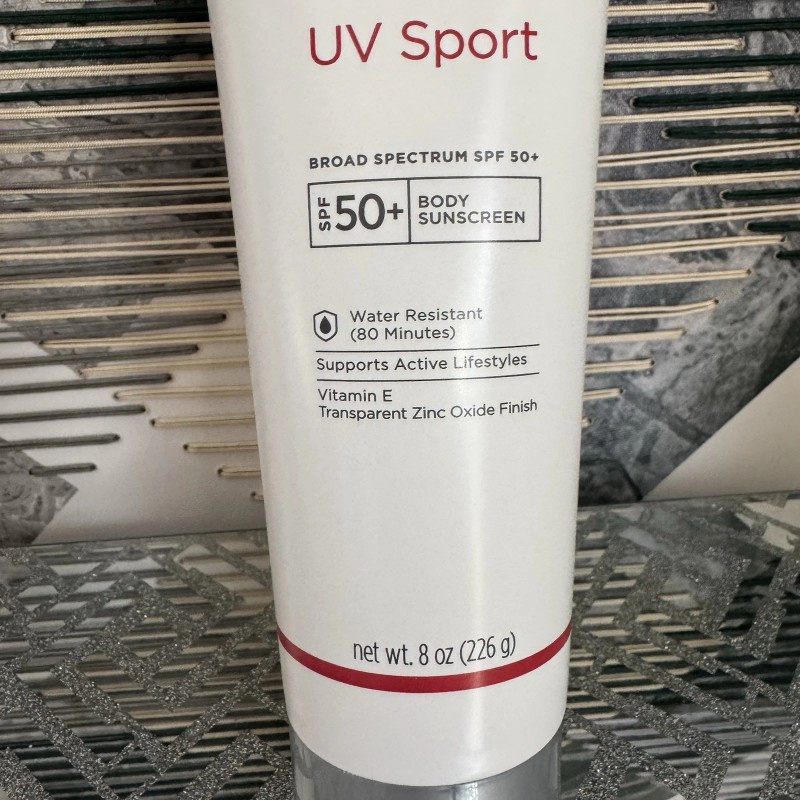 UV Sport
BROAD SPECTRUM SPF 50+
SPF 50+ BODY SUNSCREEN
Water Resistant
(80 Minutes)
Supports Active Lifestyles
Vitamin E
Transparent Zinc Oxide Finish
net wt. 8 oz (226 g)